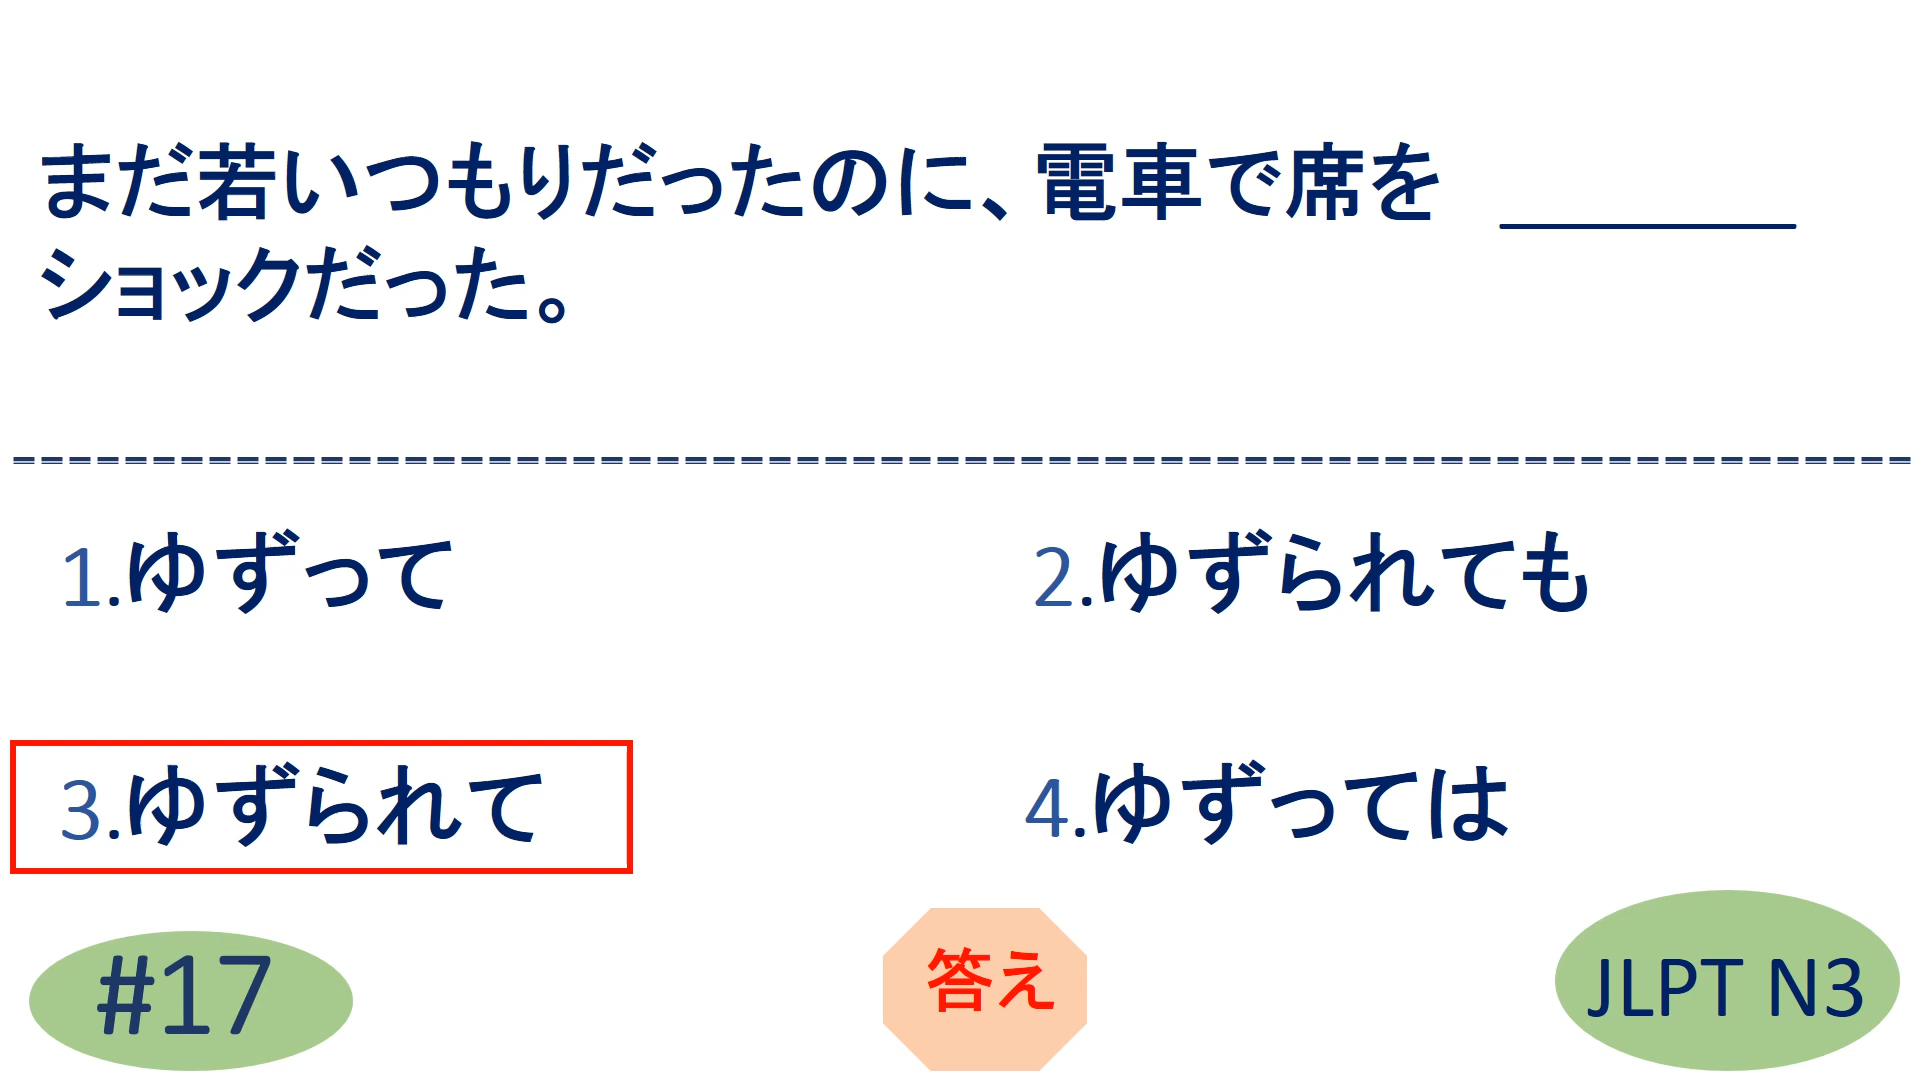 まだ若いつもりだったのに、電車で席を ________
ショックだった。
1.ゆずって
2.ゆずられても
3.ゆずられて
4.ゆずっては
#17
答え
JLPT N3